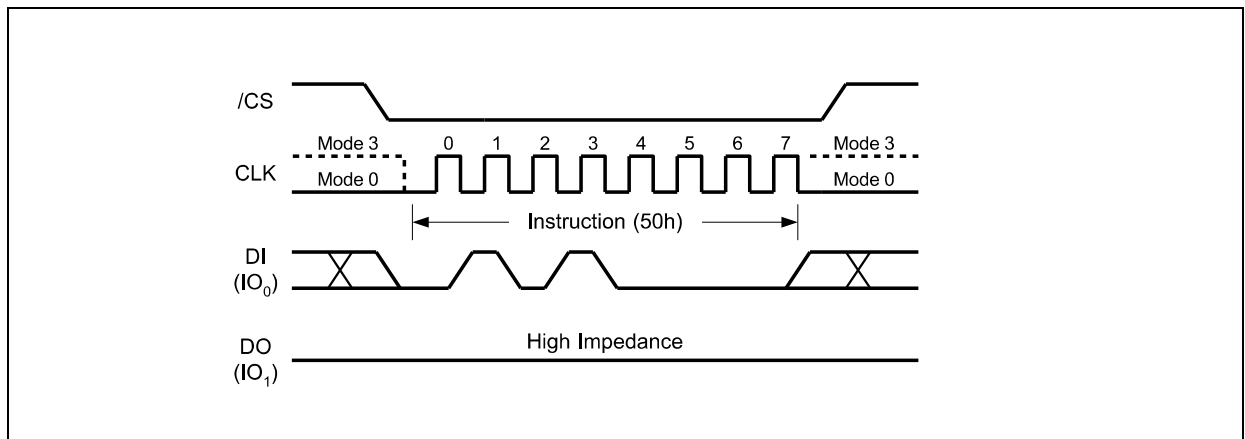 /CS
Mode 3 0 1 2 3 4 5 6 7 Mode 3
CLK
Mode 0 Mode 0
Instruction (50h)
DI
(IO₀)
High Impedance
DO
(IO₁)